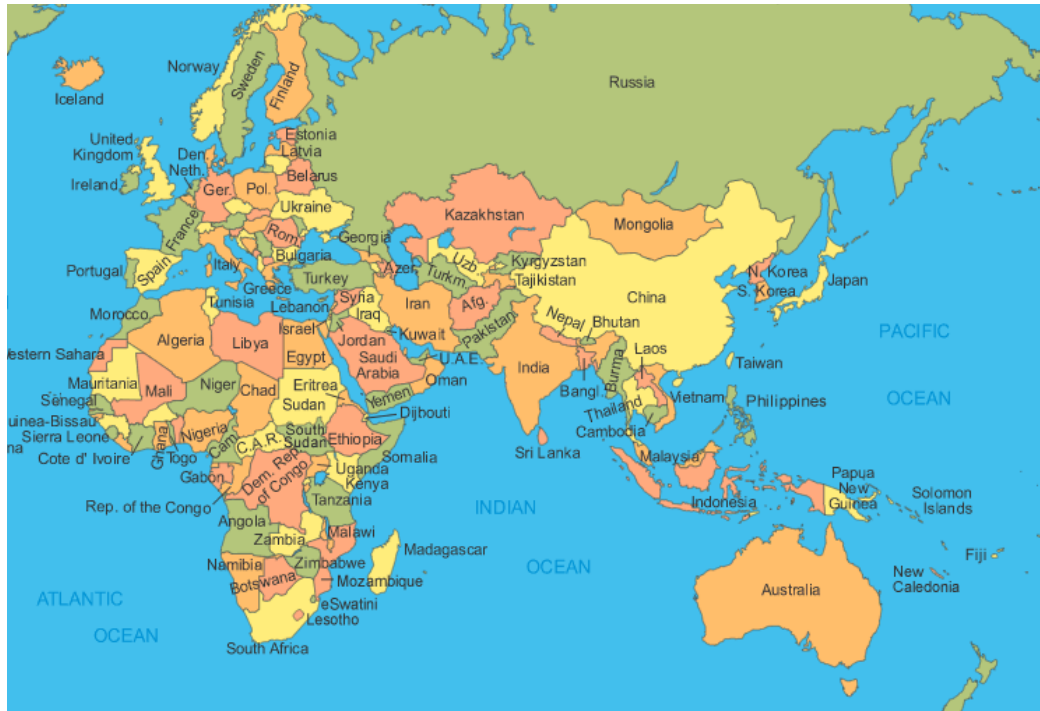 Norway
Sweden
Finland
Russia
Iceland
United
Kingdom
Den.
Neth.
Estonia
Latvia
Belarus
Ireland
Ger.
Pol.
Ukraine
Kazakhstan
Mongolia
France
Rom.
Georgia
Bulgaria
Portugal
Spain
Italy
Greece
Turkey
Azer.
Uzb.
Turkm.
Kyrgyzstan
Tajikistan
N. Korea
S. Korea
Japan
China
Tunisia
Lebanon
Syria
Iraq
Iran
Afg.
Pakistan
Nepal
Bhutan
Morocco
Israel
Kuwait
PACIFIC
Algeria
Libya
Egypt
Jordan
Saudi
Arabia
U.A.E.
Oman
India
Burma
Laos
Taiwan
estern Sahara
Mauritania
Mali
Niger
Chad
Eritrea
Sudan
Yemen
Bangl.
Thailand
Vietnam
Philippines
OCEAN
Senegal
uinea-Bissau
Sierra Leone
na
Cote d' Ivoire
Ghana
Togo
Nigeria
Cam.
C.A.R.
South
Sudan
Ethiopia
Djibouti
Somalia
Sri Lanka
Cambodia
Malaysia
Gabon
Dem. Rep.
of Congo
Uganda
Kenya
Rep. of the Congo
Tanzania
INDIAN
Indonesia
Papua
New
Guinea
Solomon
Islands
Angola
Zambia
Malawi
Madagascar
OCEAN
Fiji
Namibia
Botswana
Zimbabwe
Mozambique
New
Caledonia
Australia
ATLANTIC
OCEAN
eSwatini
Lesotho
South Africa